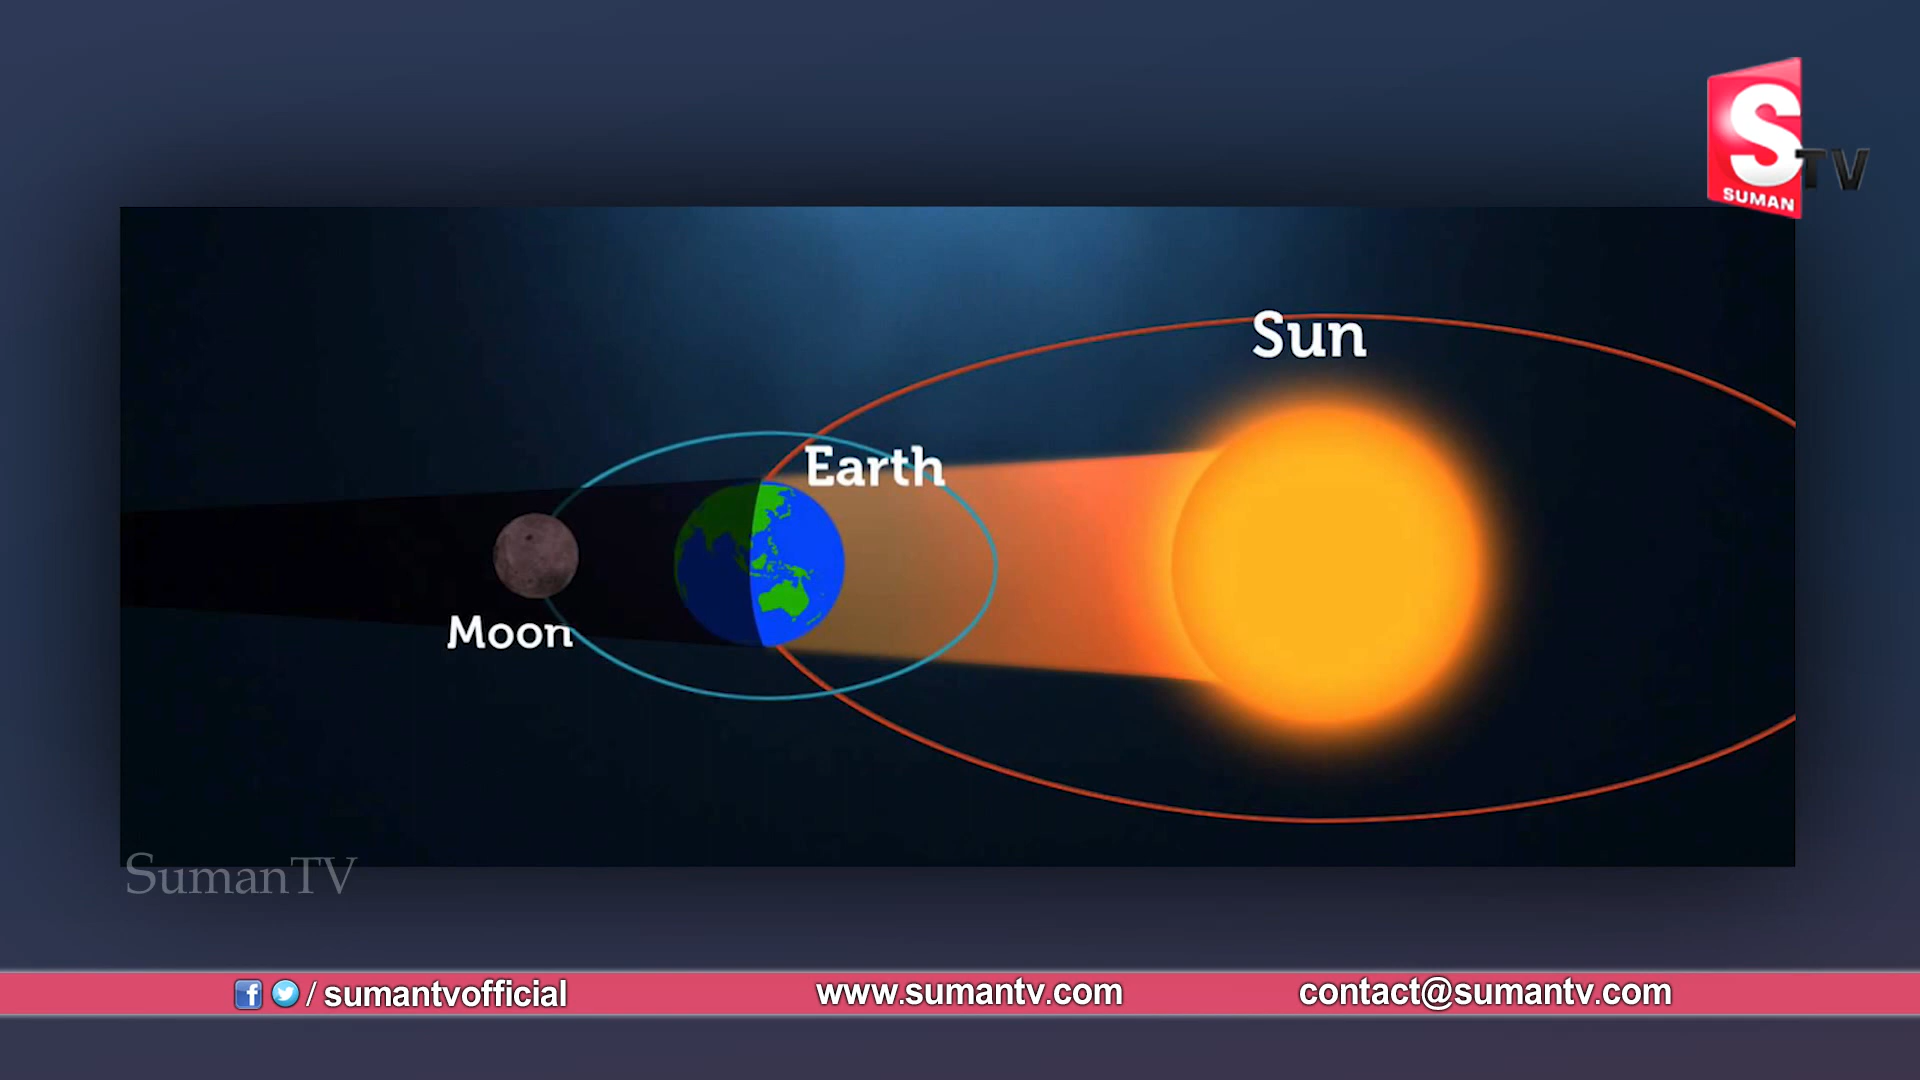 S
TV
SUMAN
Sun
Earth
Moon
SumanTV
f / sumantvofficial
www.sumantv.com
contact@sumantv.com